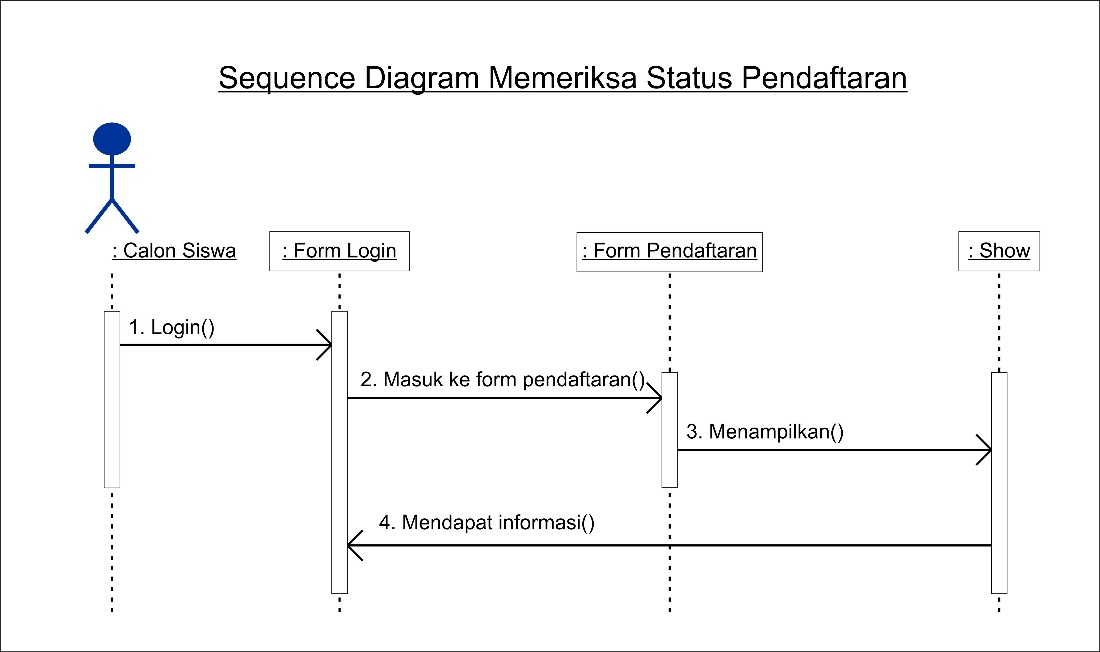 Sequence Diagram Memeriksa Status Pendaftaran
: Calon Siswa
: Form Login
: Form Pendaftaran
: Show
1. Login()
2. Masuk ke form pendaftaran()
3. Menampilkan()
4. Mendapat informasi()